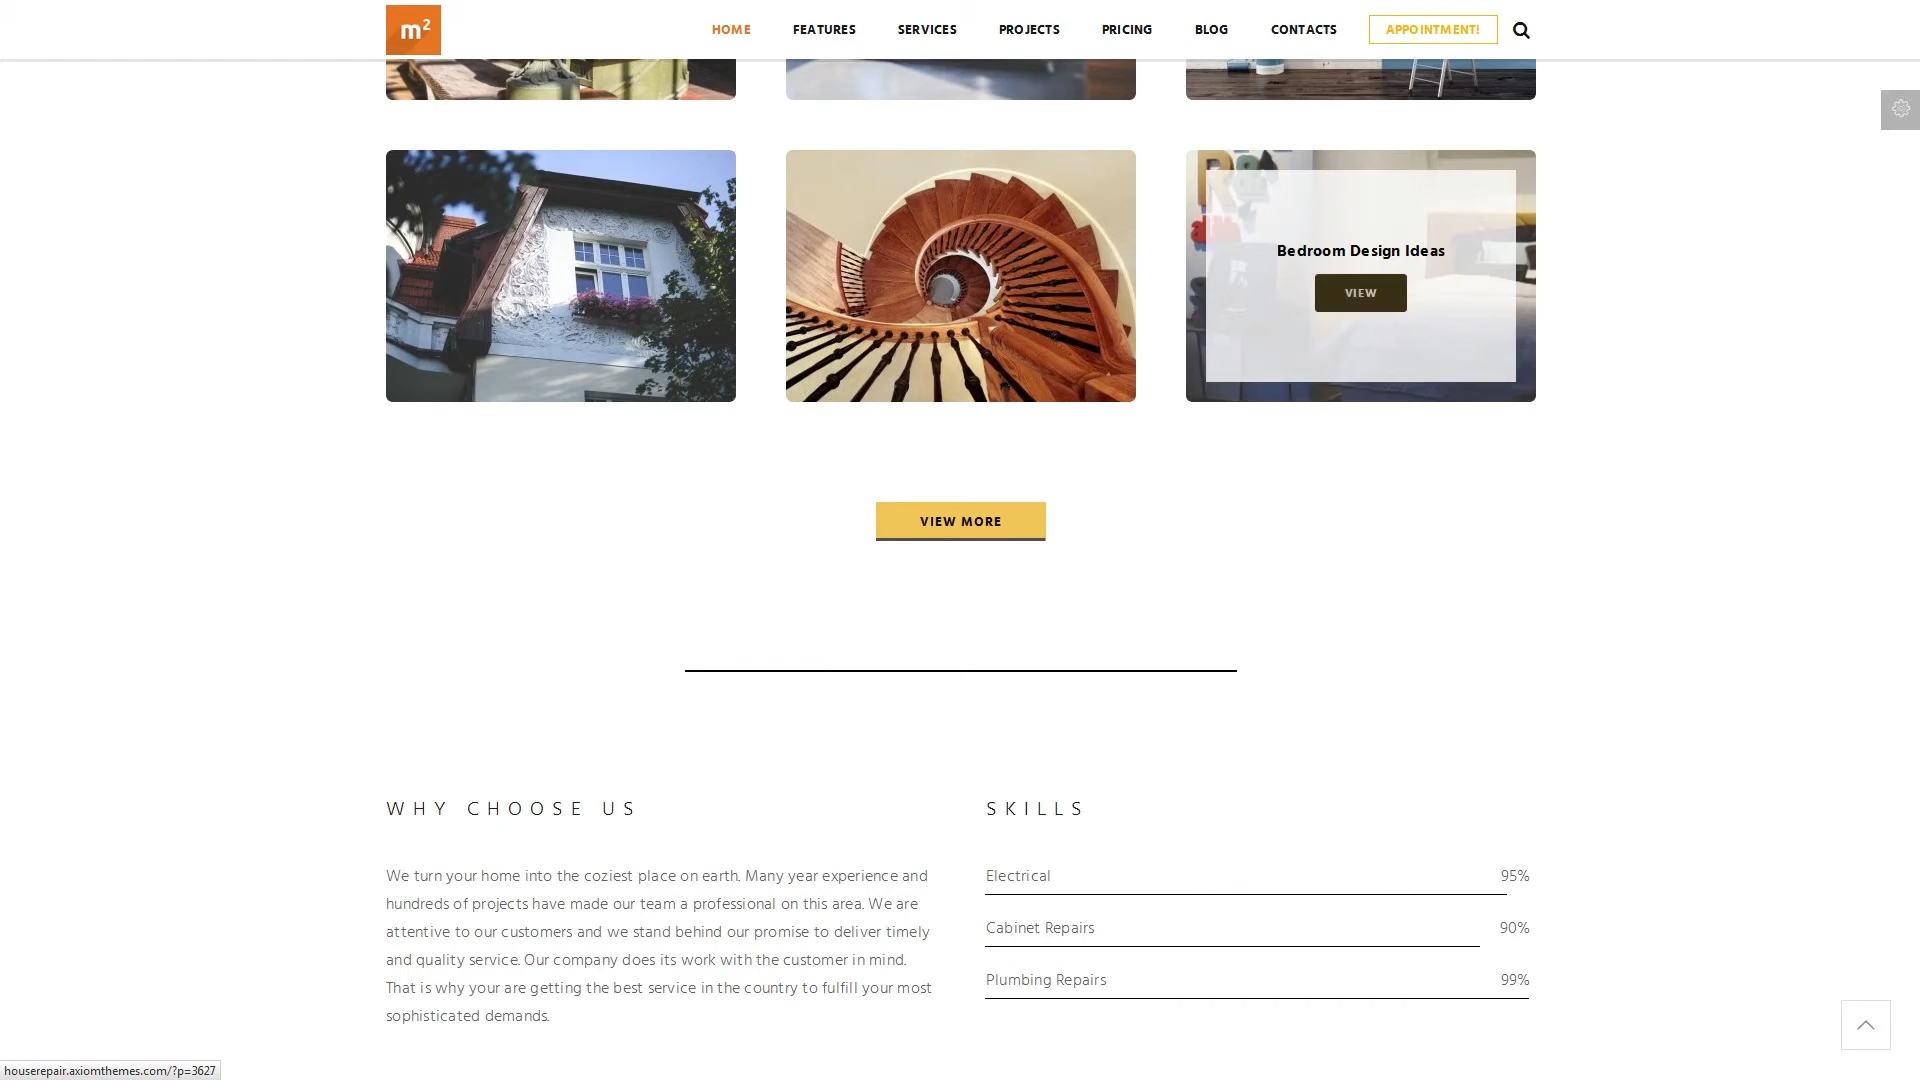 m²
HOME FEATURES SERVICES PROJECTS PRICING BLOG CONTACTS APPOINTMENT!
Bedroom Design Ideas
VIEW
VIEW MORE
WHY CHOOSE US
We turn your home into the coziest place on earth. Many year experience and
hundreds of projects have made our team a professional on this area. We are
attentive to our customers and we stand behind our promise to deliver timely
and quality service. Our company does its work with the customer in mind.
That is why your are getting the best service in the country to fulfill your most
sophisticated demands.
SKILLS
Electrical 95%
Cabinet Repairs 90%
Plumbing Repairs 99%
houserepair.axiomthemes.com/?p=3627